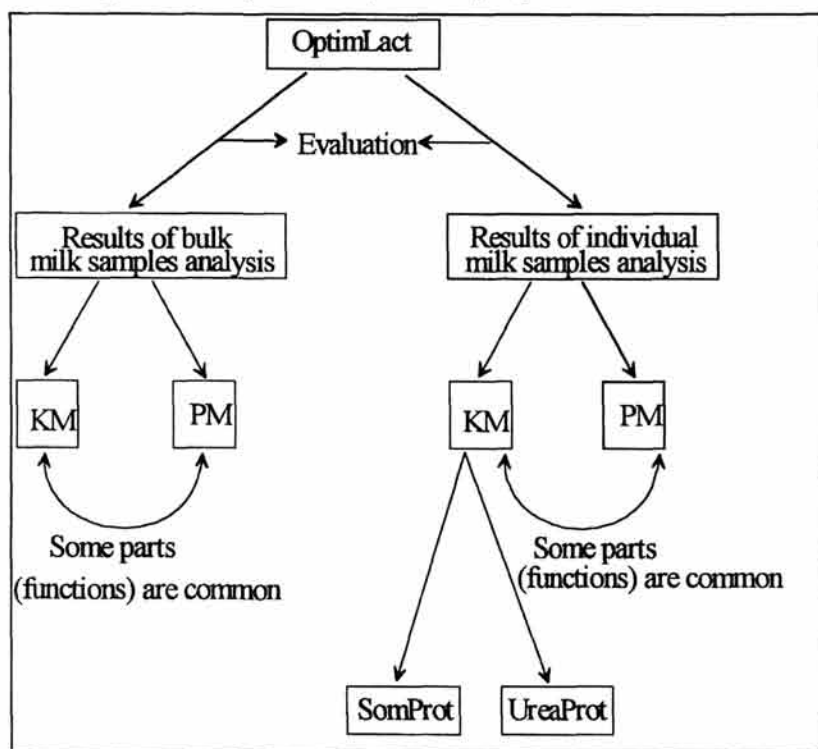 OptimLact
Evaluation
Results of bulk
milk samples analysis
Results of individual
milk samples analysis
KM
PM
KM
PM
Some parts
(functions) are common
Some parts
(functions) are common
SomProt
UreaProt